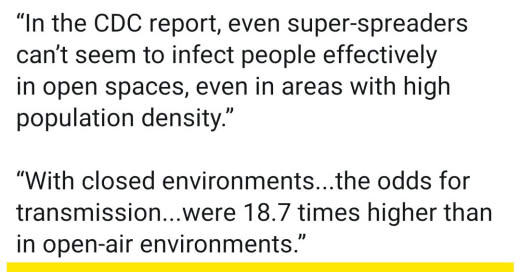 “In the CDC report, even super-spreaders
can’t seem to infect people effectively
in open spaces, even in areas with high
population density.”
“With closed environments...the odds for
transmission...were 18.7 times higher than
in open-air environments.”